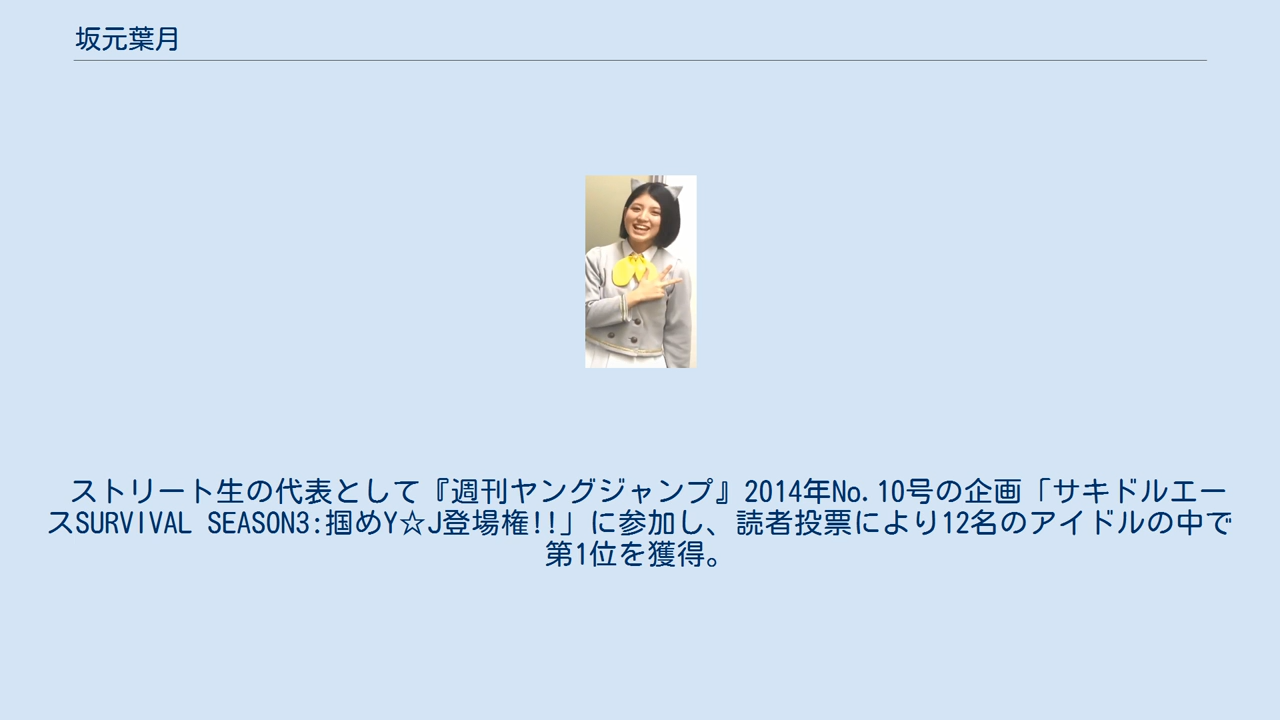 坂元葉月
ストリート生の代表として『週刊ヤングジャンプ』2014年No.10号の企画「サキドルエー
スSURVIVAL SEASON3:掴めY☆J登場権!!」に参加し、読者投票により12名のアイドルの中で
第1位を獲得。